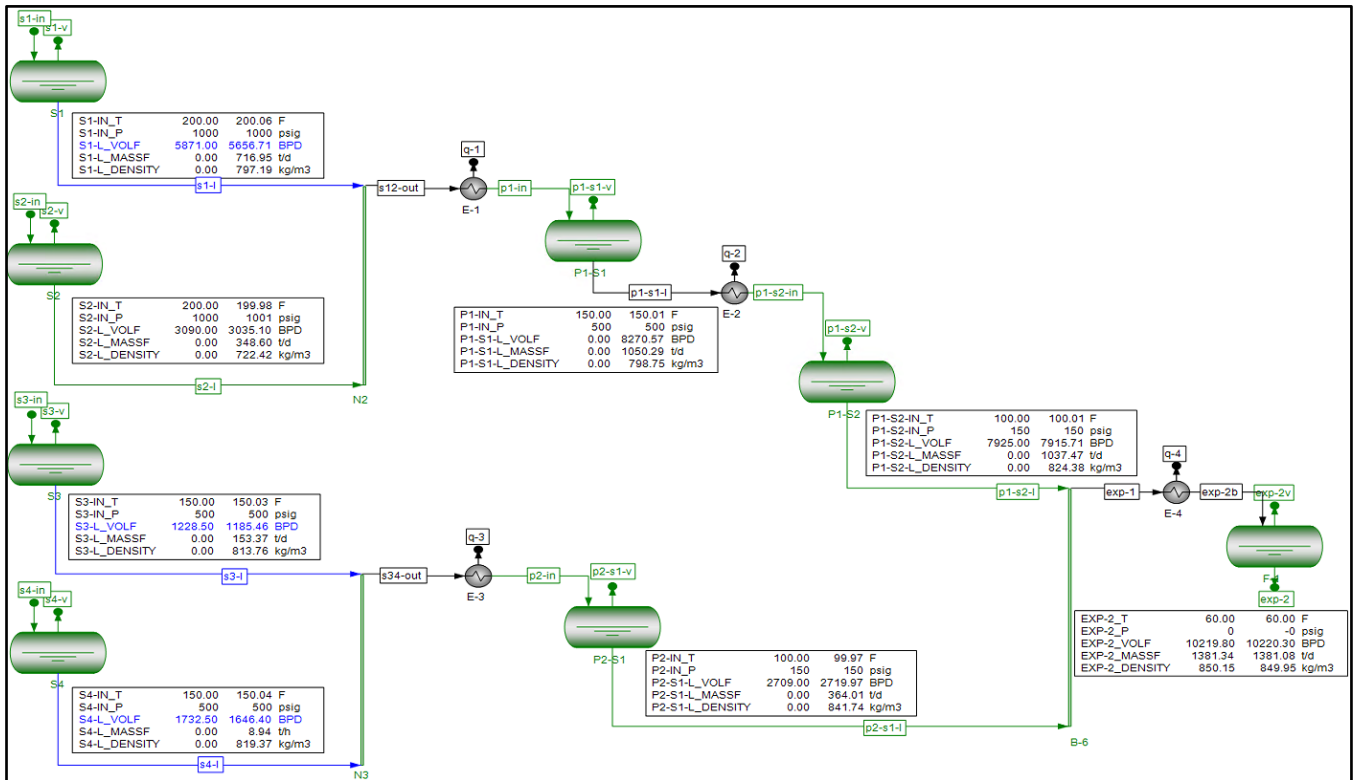 s1-in
s1-v
S1
S1-IN_T 200.00 200.06 F
S1-IN_P 1000 1000 psig
S1-L_VOLF 5871.00 5656.71 BPD
S1-L_MASSF 0.00 716.95 t/d
S1-L_DENSITY 0.00 797.19 kg/m3
s1-l
s2-in
s2-v
S2
S2-IN_T 200.00 199.98 F
S2-IN_P 1000 1001 psig
S2-L_VOLF 3090.00 3035.10 BPD
S2-L_MASSF 0.00 348.60 t/d
S2-L_DENSITY 0.00 722.42 kg/m3
s2-l
N2
s12-out
q-1
E-1
p1-in
p1-s1-v
P1-S1
p1-s1-l
P1-IN_T 150.00 150.01 F
P1-IN_P 500 500 psig
P1-S1-L_VOLF 0.00 8270.57 BPD
P1-S1-L_MASSF 0.00 1050.29 t/d
P1-S1-L_DENSITY 0.00 798.75 kg/m3
q-2
E-2
p1-s2-in
p1-s2-v
P1-S2
P1-S2-IN_T 100.00 100.01 F
P1-S2-IN_P 150 150 psig
P1-S2-L_VOLF 7925.00 7915.71 BPD
P1-S2-L_MASSF 0.00 1037.47 t/d
P1-S2-L_DENSITY 0.00 824.38 kg/m3
p1-s2-l
s3-in
s3-v
S3
S3-IN_T 150.00 150.03 F
S3-IN_P 500 500 psig
S3-L_VOLF 1228.50 1185.46 BPD
S3-L_MASSF 0.00 153.37 t/d
S3-L_DENSITY 0.00 813.76 kg/m3
s3-l
s4-in
s4-v
S4
S4-IN_T 150.00 150.04 F
S4-IN_P 500 500 psig
S4-L_VOLF 1732.50 1646.40 BPD
S4-L_MASSF 0.00 8.94 t/h
S4-L_DENSITY 0.00 819.37 kg/m3
s4-l
N3
s34-out
q-3
E-3
p2-in
p2-s1-v
P2-S1
P2-IN_T 100.00 99.97 F
P2-IN_P 150 150 psig
P2-S1-L_VOLF 2709.00 2719.97 BPD
P2-S1-L_MASSF 0.00 364.01 t/d
P2-S1-L_DENSITY 0.00 841.74 kg/m3
p2-s1-l
B-6
exp-1
q-4
E-4
exp-2b
exp-2v
exp-2
EXP-2_T 60.00 60.00 F
EXP-2_P 0 -0 psig
EXP-2_VOLF 10219.80 10220.30 BPD
EXP-2_MASSF 1381.34 1381.08 t/d
EXP-2_DENSITY 850.15 849.95 kg/m3